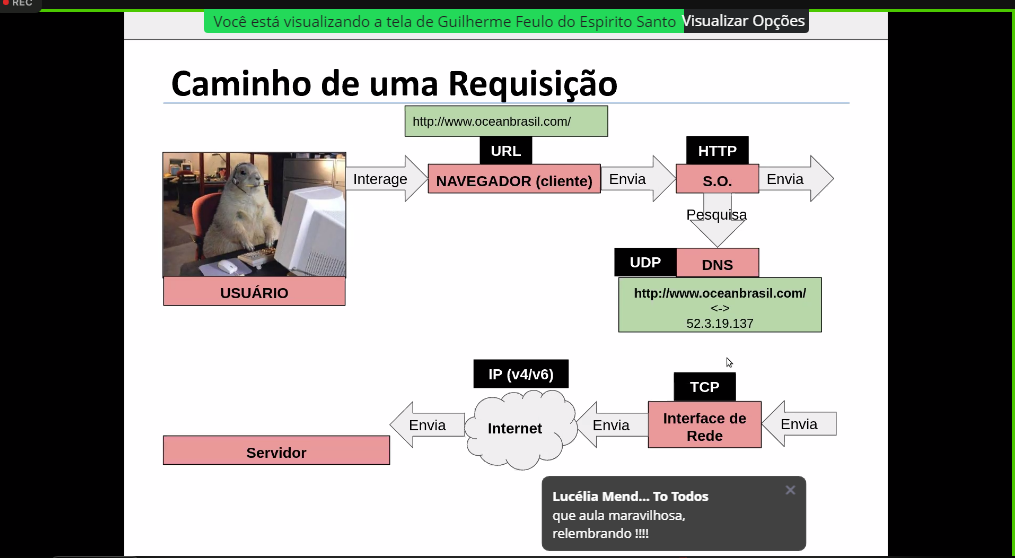 REC
Você está visualizando a tela de Guilherme Feulo do Espirito Santo
Visualizar Opções
Caminho de uma Requisição
http://www.oceanbrasil.com/
URL
HTTP
Interage
NAVEGADOR (cliente)
Envia
S.O.
Envia
Pesquisa
UDP
DNS
USUÁRIO
http://www.oceanbrasil.com/
<->
52.3.19.137
IP (v4/v6)
TCP
Envia
Internet
Envia
Interface de
Rede
Envia
Servidor
Lucélia Mend... To Todos
que aula maravilhosa,
relembrando !!!!